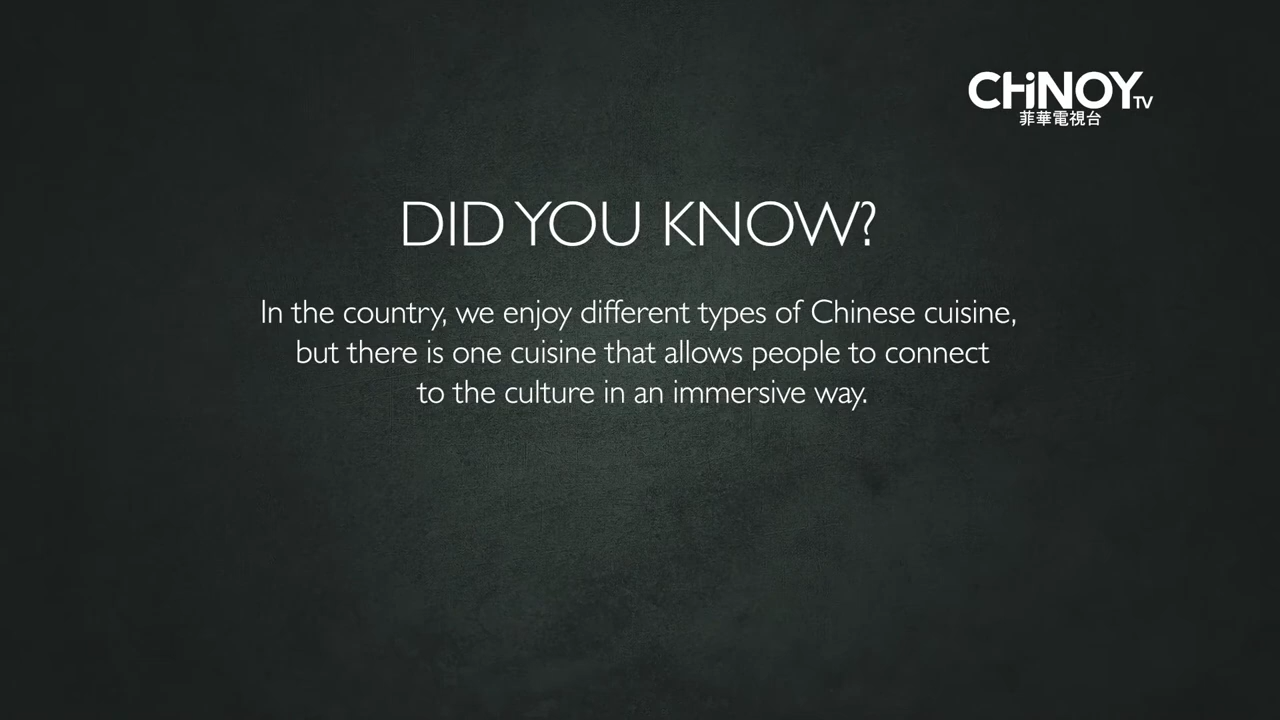 CHiNOY TV
菲華電視台
DID YOU KNOW?
In the country, we enjoy different types of Chinese cuisine,
but there is one cuisine that allows people to connect
to the culture in an immersive way.